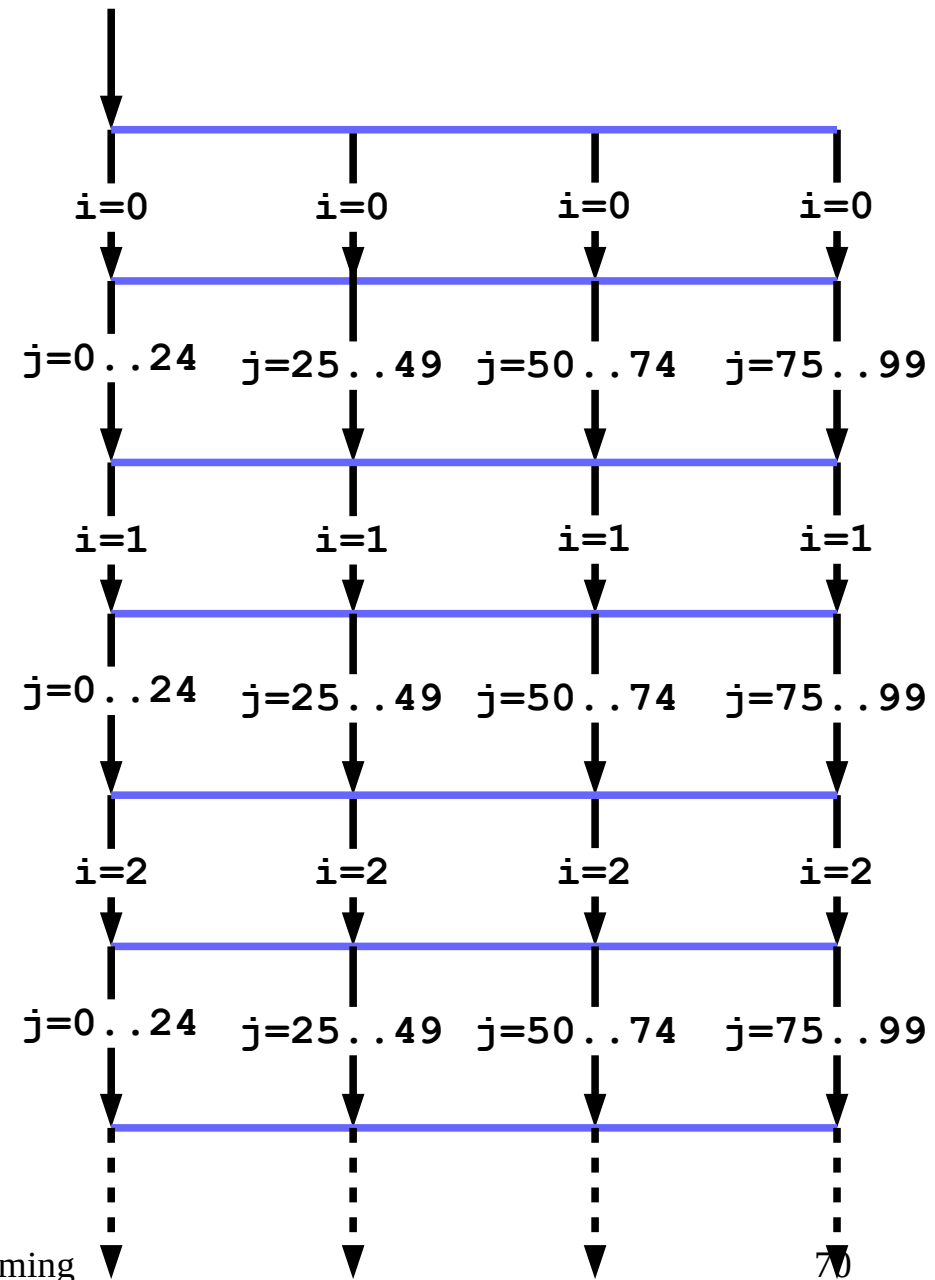 i=0 i=0 i=0 i=0
j=0..24 j=25..49 j=50..74 j=75..99
i=1 i=1 i=1 i=1
j=0..24 j=25..49 j=50..74 j=75..99
i=2 i=2 i=2 i=2
j=0..24 j=25..49 j=50..74 j=75..99
ming 70